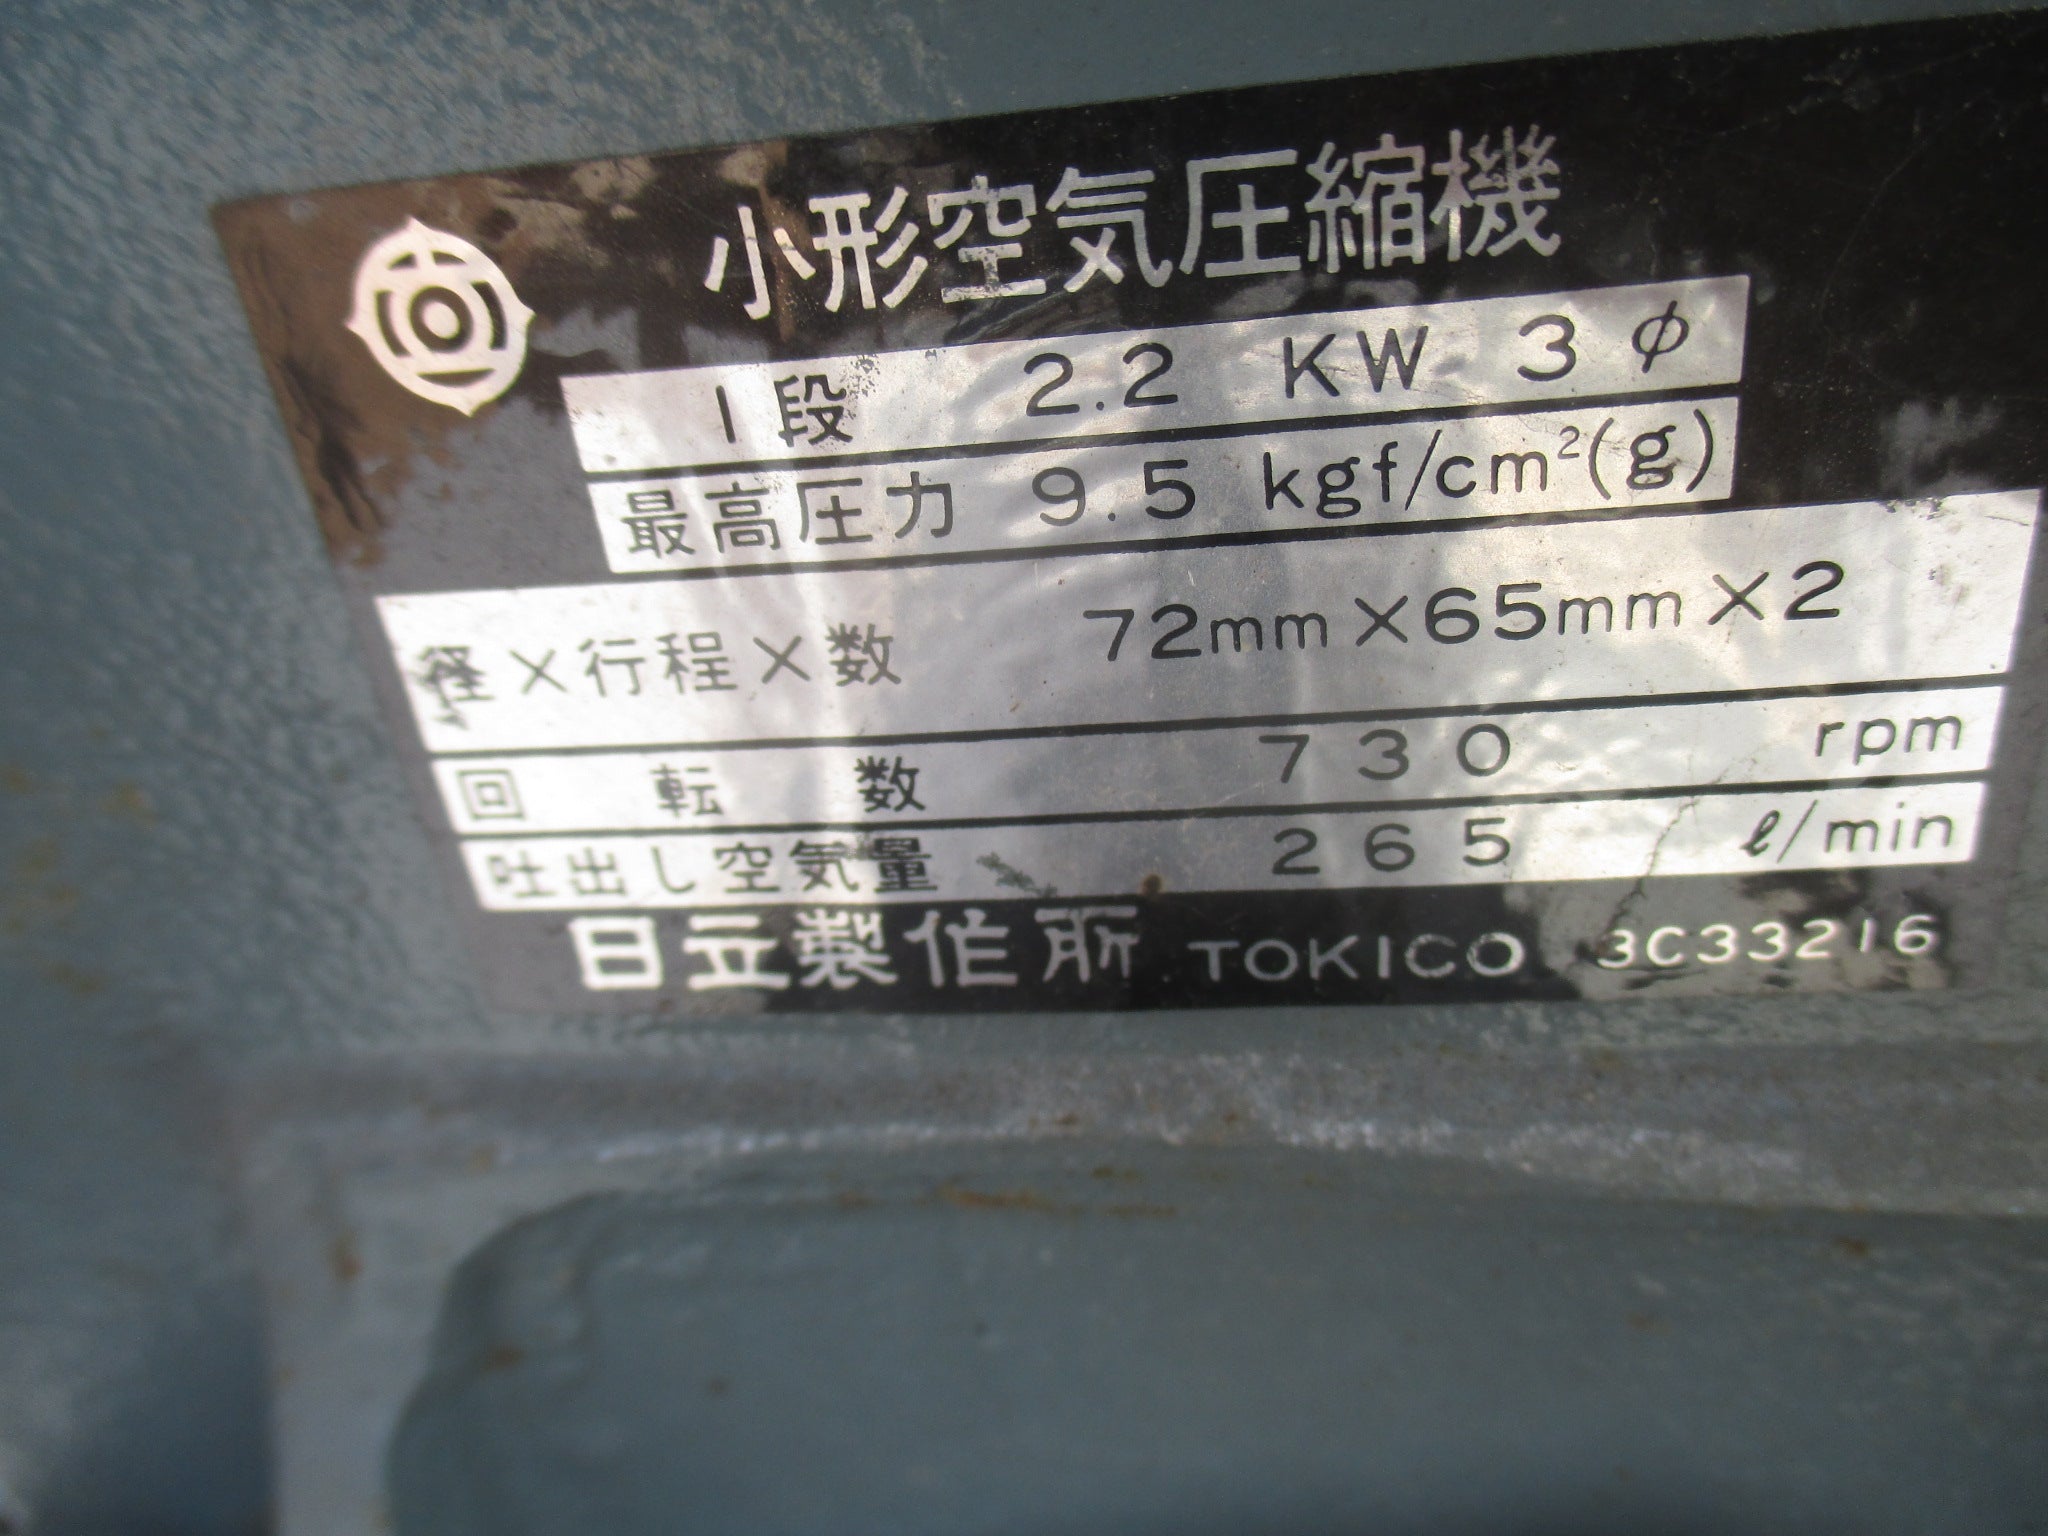 小形空気圧縮機
1段 2.2 KW 3φ
最高圧力 9.5 kgf/cm²(g)
径×行程×数 72mm×65mm×2
回転数 730 rpm
吐出し空気量 265 ℓ/min
日立製作所 TOKICO 3C33216